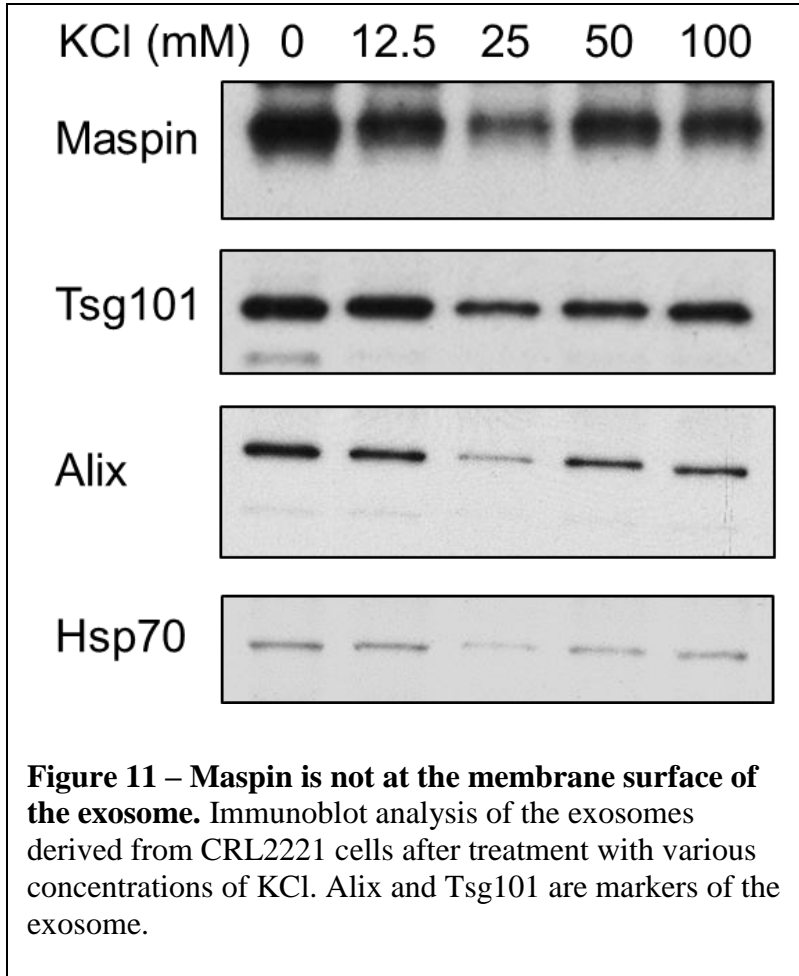 KCl (mM) 0 12.5 25 50 100
Maspin
Tsg101
Alix
Hsp70
Figure 11 – Maspin is not at the membrane surface of
the exosome. Immunoblot analysis of the exosomes
derived from CRL2221 cells after treatment with various
concentrations of KCl. Alix and Tsg101 are markers of the
exosome.